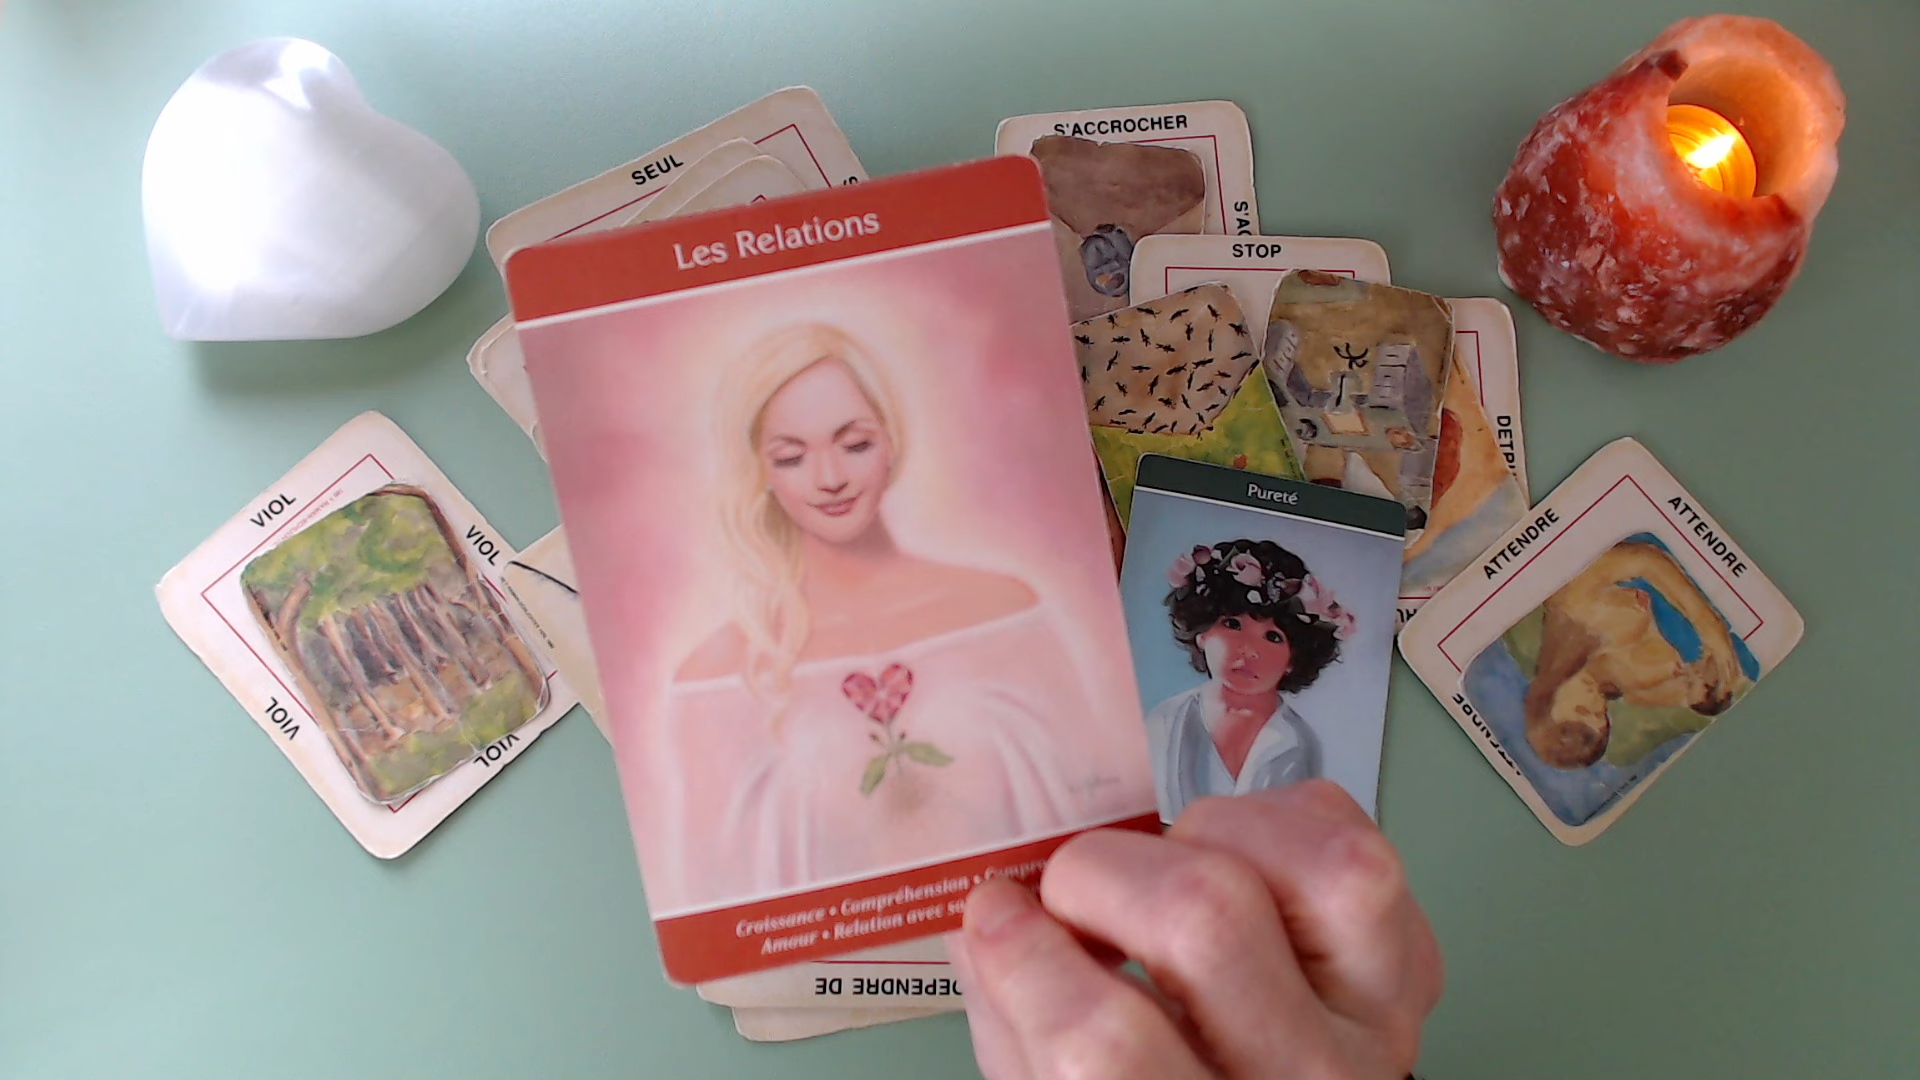 SEUL
S'ACCROCHER
STOP
Les Relations
Pureté
VIOL
VIOL
VIOL
VIOL
ATTENDRE
ATTENDRE
Croissance • Compréhension •
Amour • Relation avec
DEPENDRE DE